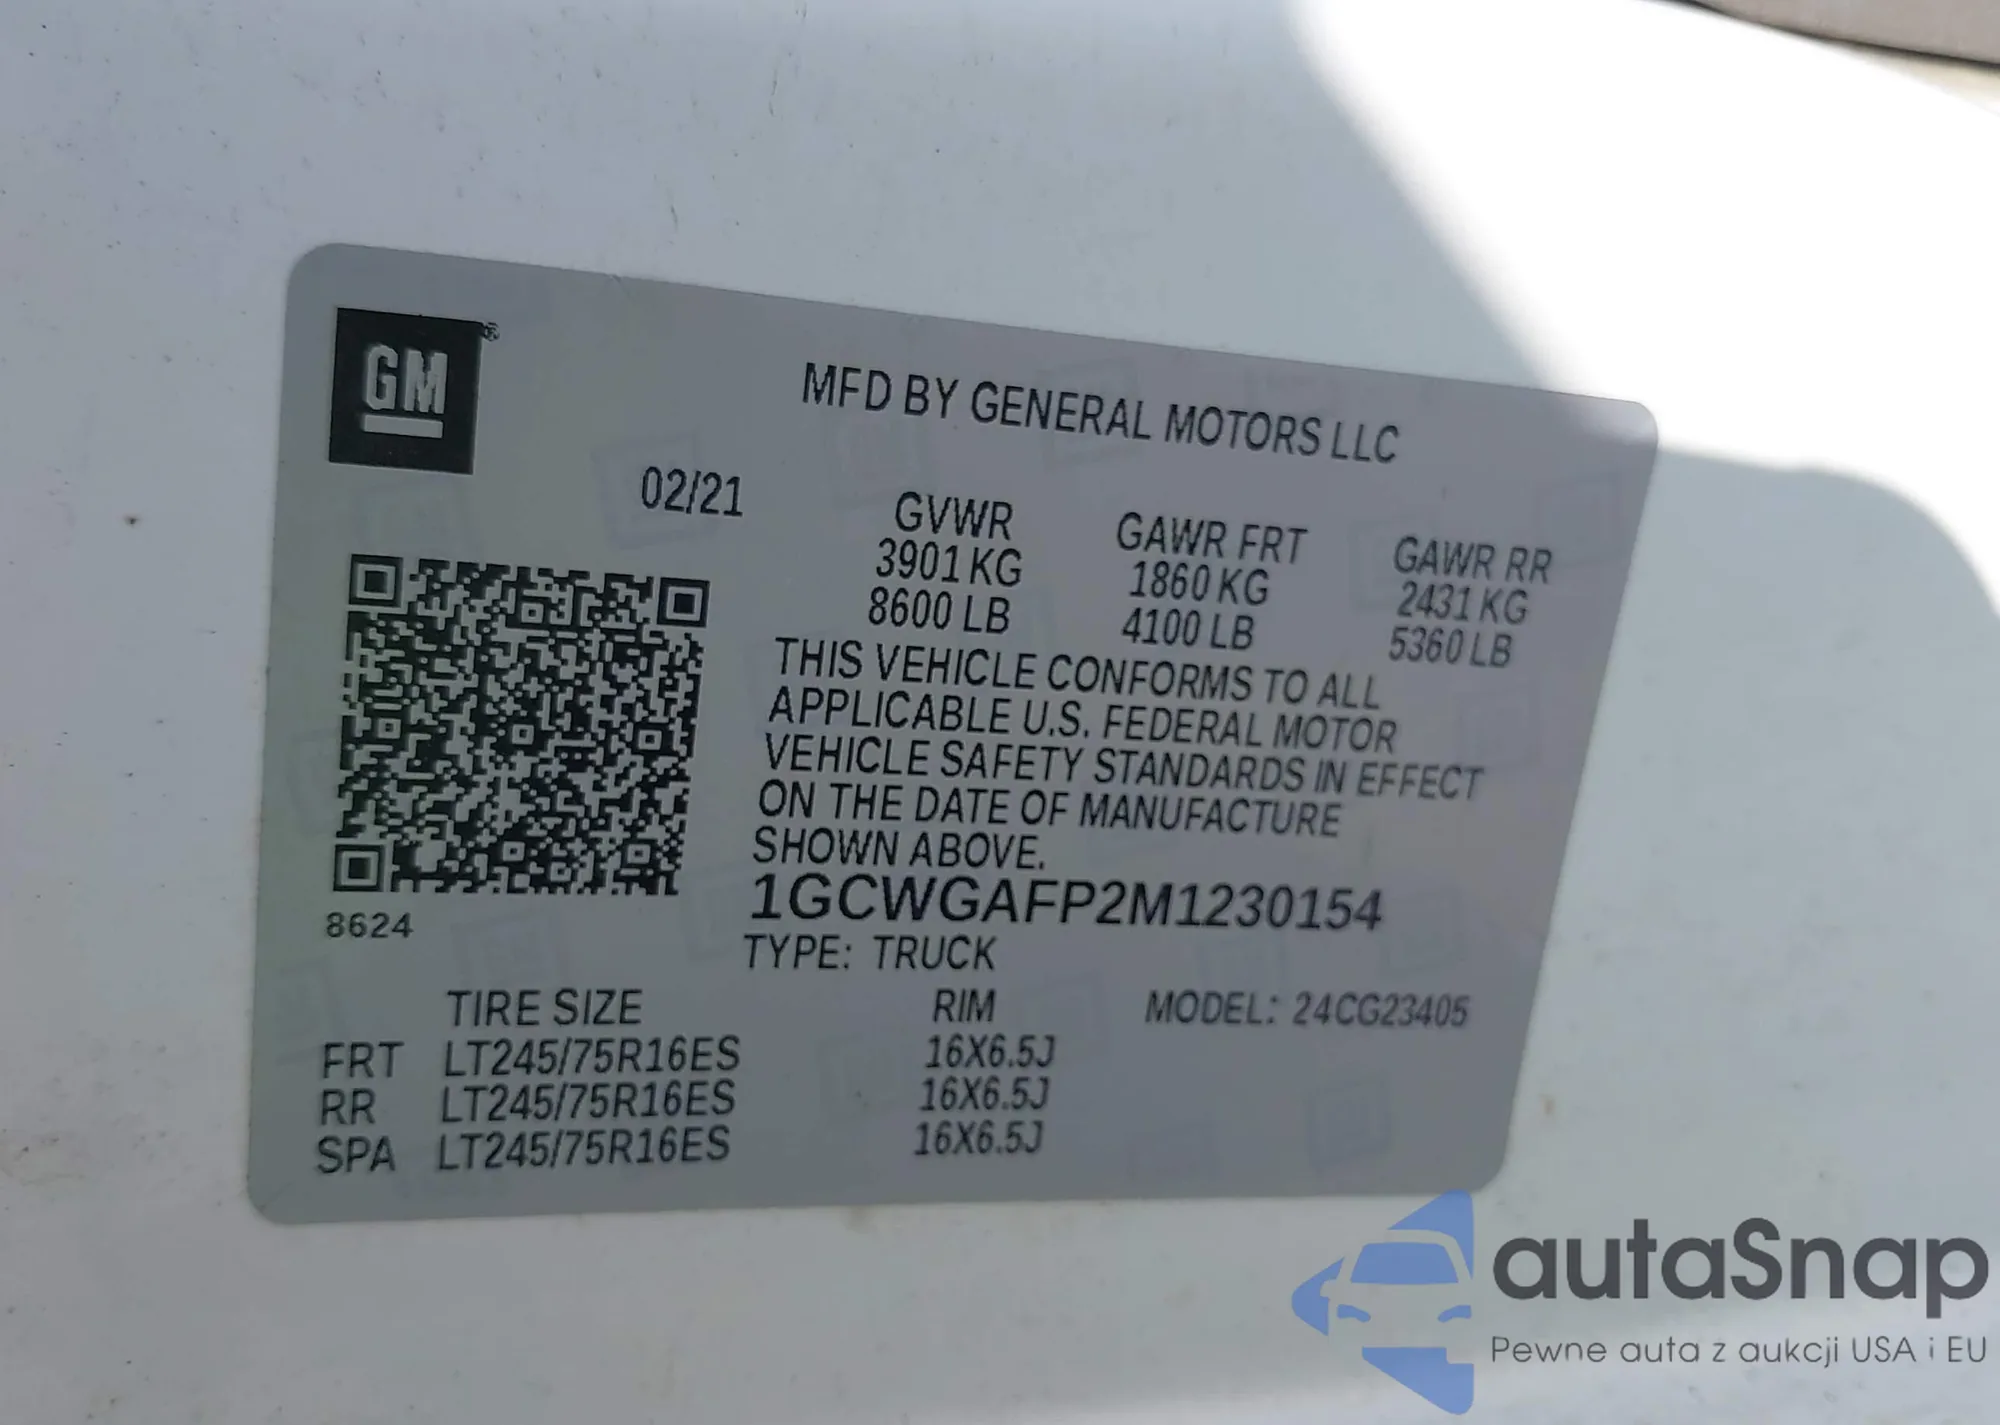 GM®
MFD BY GENERAL MOTORS LLC
02/21
GVWR GAWR FRT GAWR RR
3901 KG 1860 KG 2431 KG
8600 LB 4100 LB 5360 LB
THIS VEHICLE CONFORMS TO ALL
APPLICABLE U.S. FEDERAL MOTOR
VEHICLE SAFETY STANDARDS IN EFFECT
ON THE DATE OF MANUFACTURE
SHOWN ABOVE.
1GCWGAFP2M1230154
8624
TYPE: TRUCK
TIRE SIZE RIM MODEL: 24CG23405
FRT LT245/75R16ES 16X6.5J
RR LT245/75R16ES 16X6.5J
SPA LT245/75R16ES 16X6.5J
autaSnap
Pewne auta z aukcji USA i EU